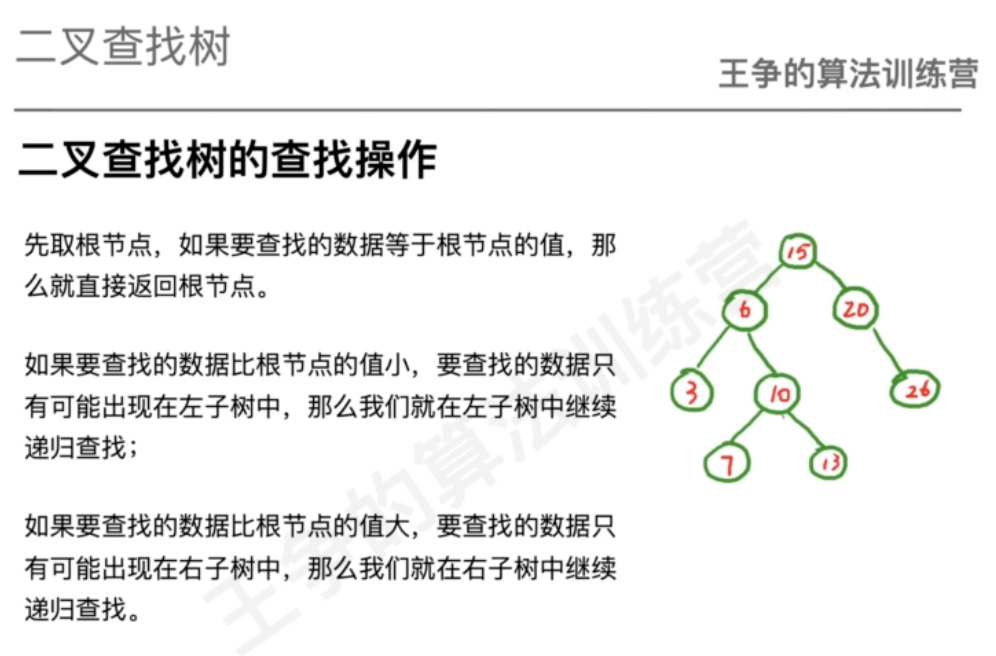 二叉查找树
王争的算法训练营
二叉查找树的查找操作
先取根节点，如果要查找的数据等于根节点的值，那
么就直接返回根节点。
如果要查找的数据比根节点的值小，要查找的数据只
有可能出现在左子树中，那么我们就在左子树中继续
递归查找；
如果要查找的数据比根节点的值大，要查找的数据只
有可能出现在右子树中，那么我们就在右子树中继续
递归查找。
15
6 20
3 10 26
7 13
王争的算法训练营